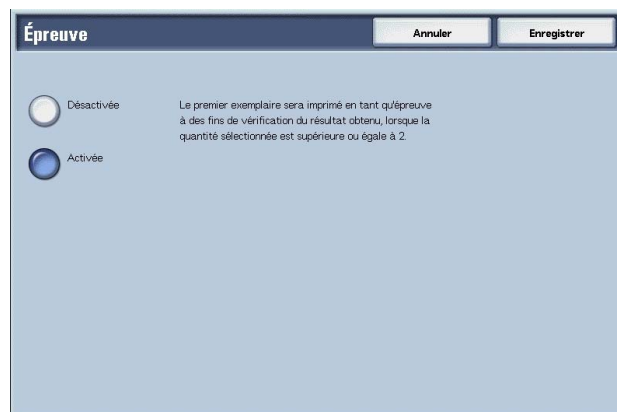 Épreuve
Annuler
Enregistrer
Désactivée
Le premier exemplaire sera imprimé en tant qu'épreuve
à des fins de vérification du résultat obtenu, lorsque la
quantité sélectionnée est supérieure ou égale à 2.
Activée